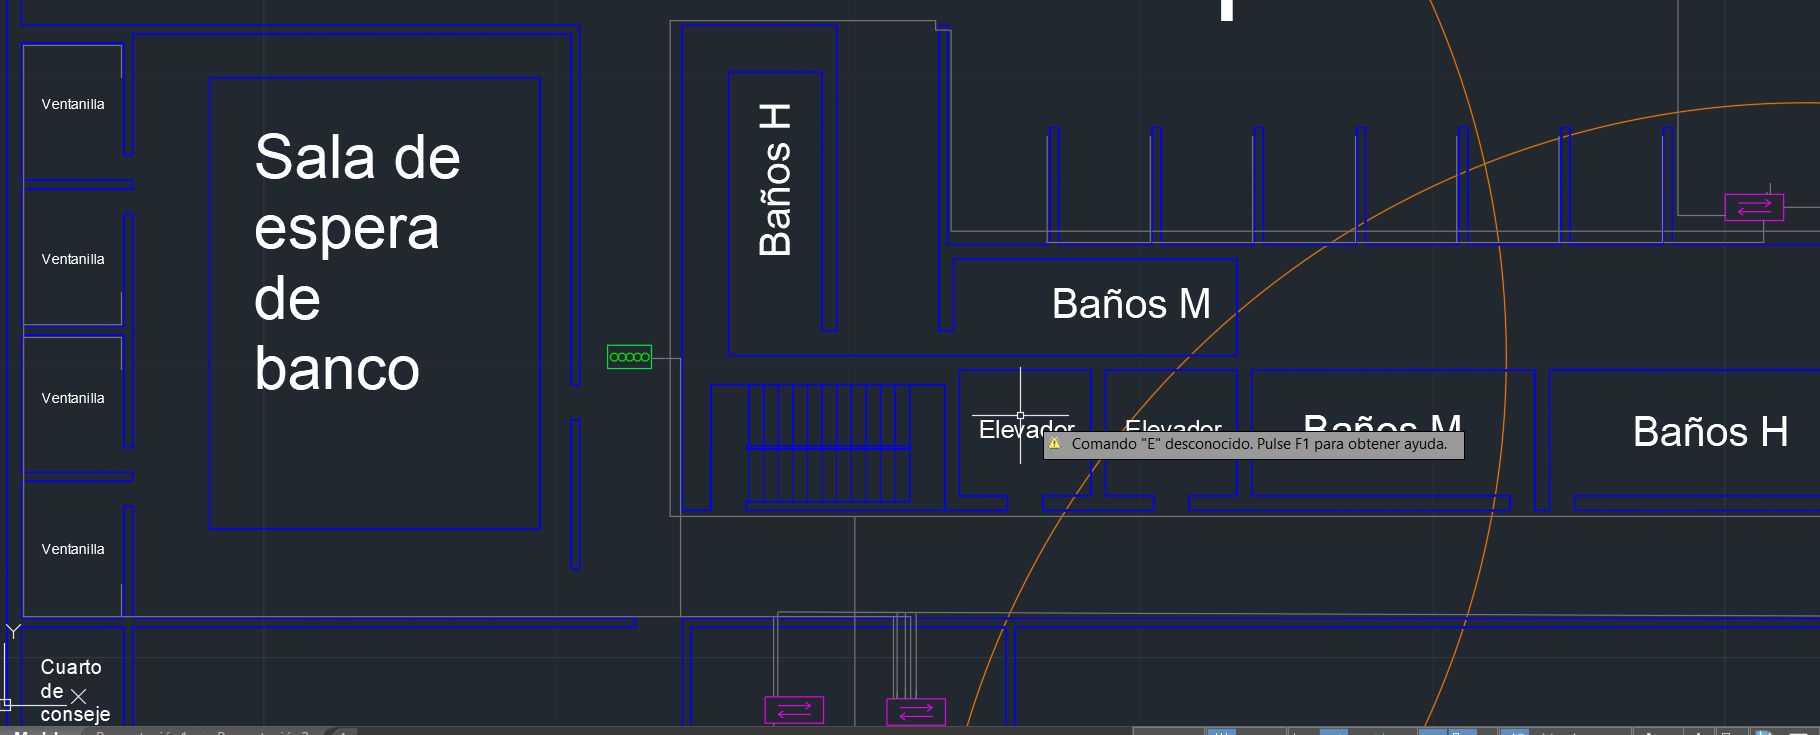 Ventanilla
Sala de
espera
de
banco
Baños H
Ventanilla
Baños M
Ventanilla
Elevador
Elevador
Baños M
Baños H
Comando "E" desconocido. Pulse F1 para obtener ayuda.
Ventanilla
Y
Cuarto
de
conseje
X